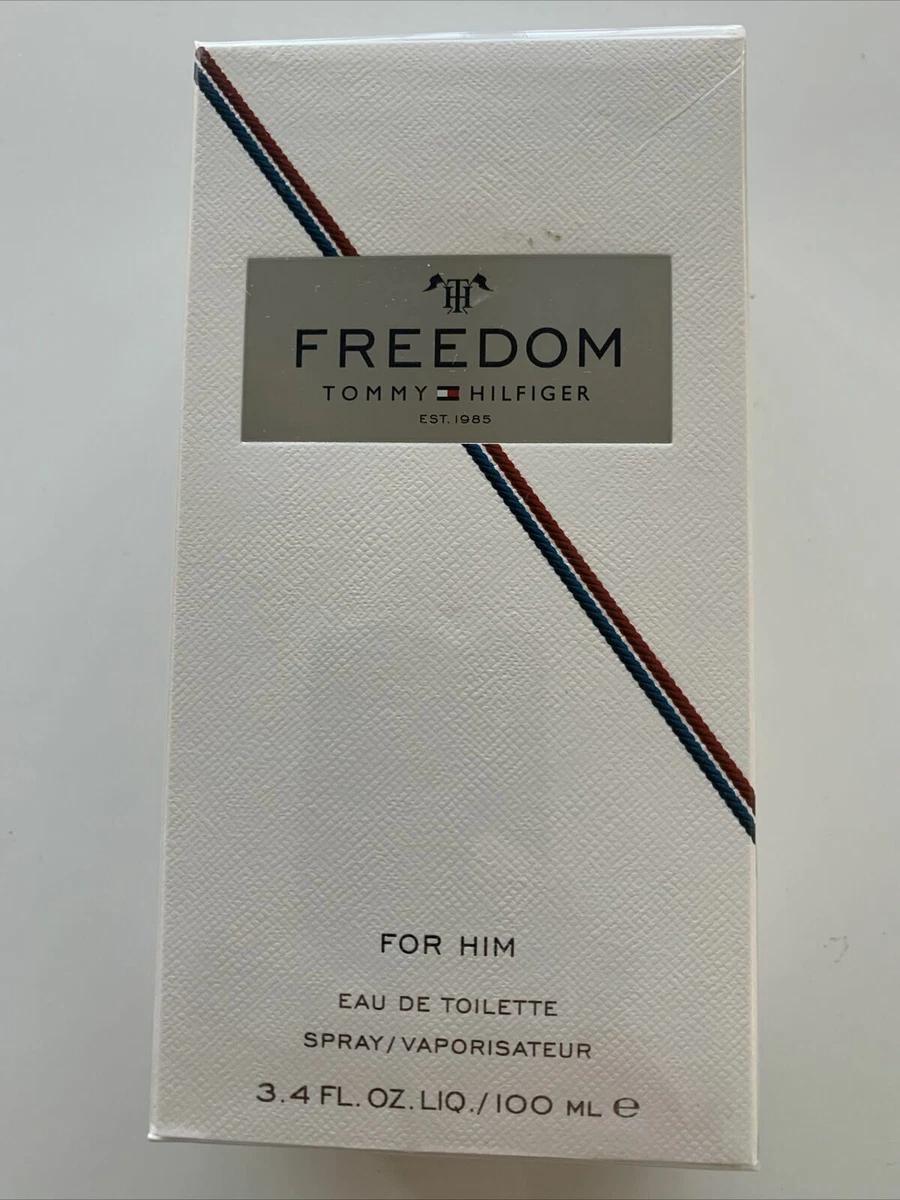 TH
FREEDOM
TOMMY HILFIGER
EST. 1985
FOR HIM
EAU DE TOILETTE
SPRAY/VAPORISATEUR
3.4 FL. OZ. LIQ./100 ML ℮